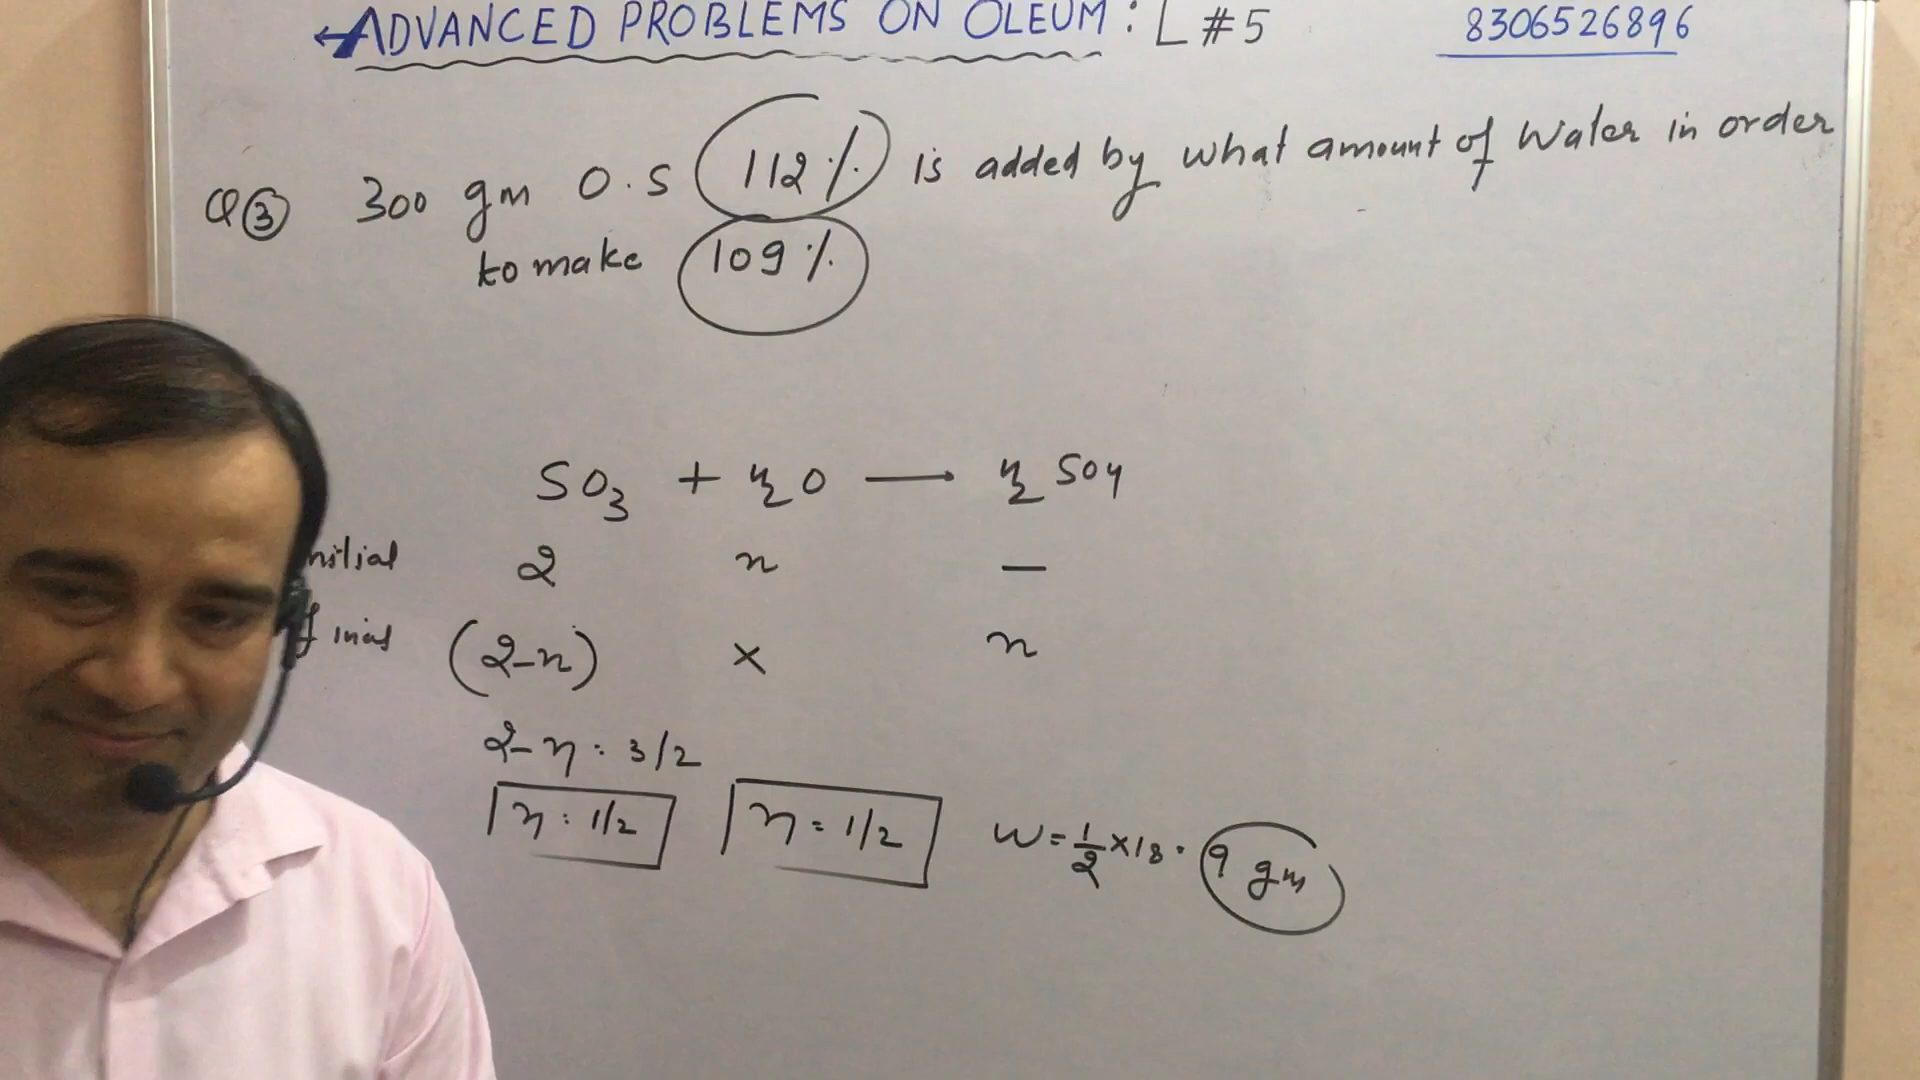 ADVANCED PROBLEMS ON OLEUM: L #5
8306526896
Q③ 300 gm O.S 112% is added by what amount of Water in order
to make 109%
SO3 + H2O → H2SO4
nitial 2 n —
(2-n) × n
2-n = 3/2
n = 1/2 n = 1/2 w = 1/2 × 18 = 9 gm